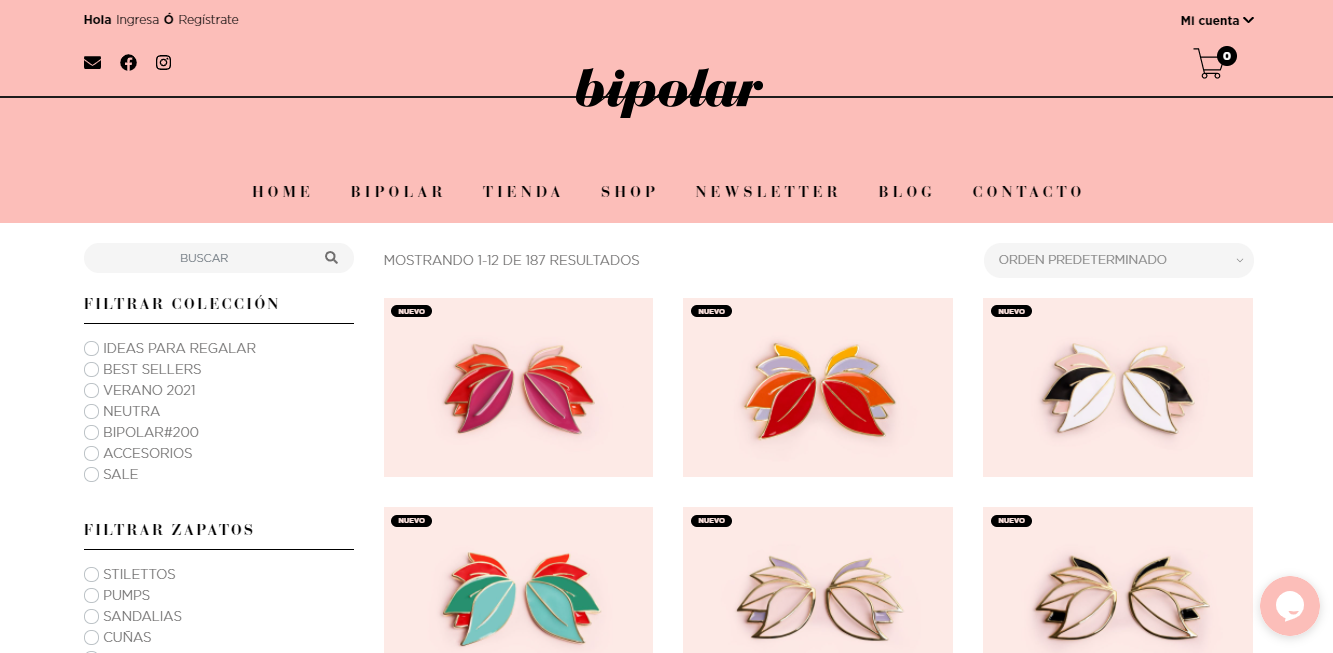 Hola Ingresa Ó Regístrate
Mi cuenta
0
bipolar
HOME BIPOLAR TIENDA SHOP NEWSLETTER BLOG CONTACTO
BUSCAR
MOSTRANDO 1-12 DE 187 RESULTADOS
ORDEN PREDETERMINADO
FILTRAR COLECCIÓN
IDEAS PARA REGALAR
BEST SELLERS
VERANO 2021
NEUTRA
BIPOLAR#200
ACCESORIOS
SALE
FILTRAR ZAPATOS
STILETTOS
PUMPS
SANDALIAS
CUÑAS
NUEVO
NUEVO
NUEVO
NUEVO
NUEVO
NUEVO